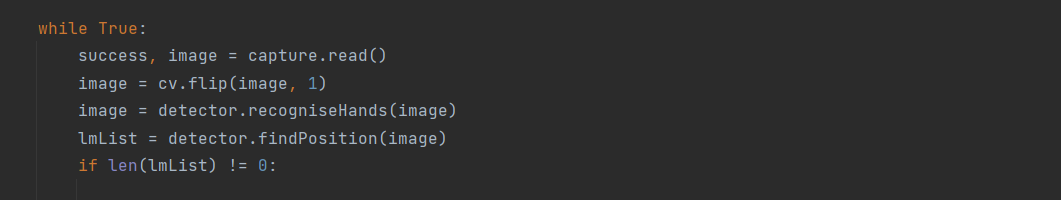 while True:
    success, image = capture.read()
    image = cv.flip(image, 1)
    image = detector.recogniseHands(image)
    lmList = detector.findPosition(image)
    if len(lmList) != 0: